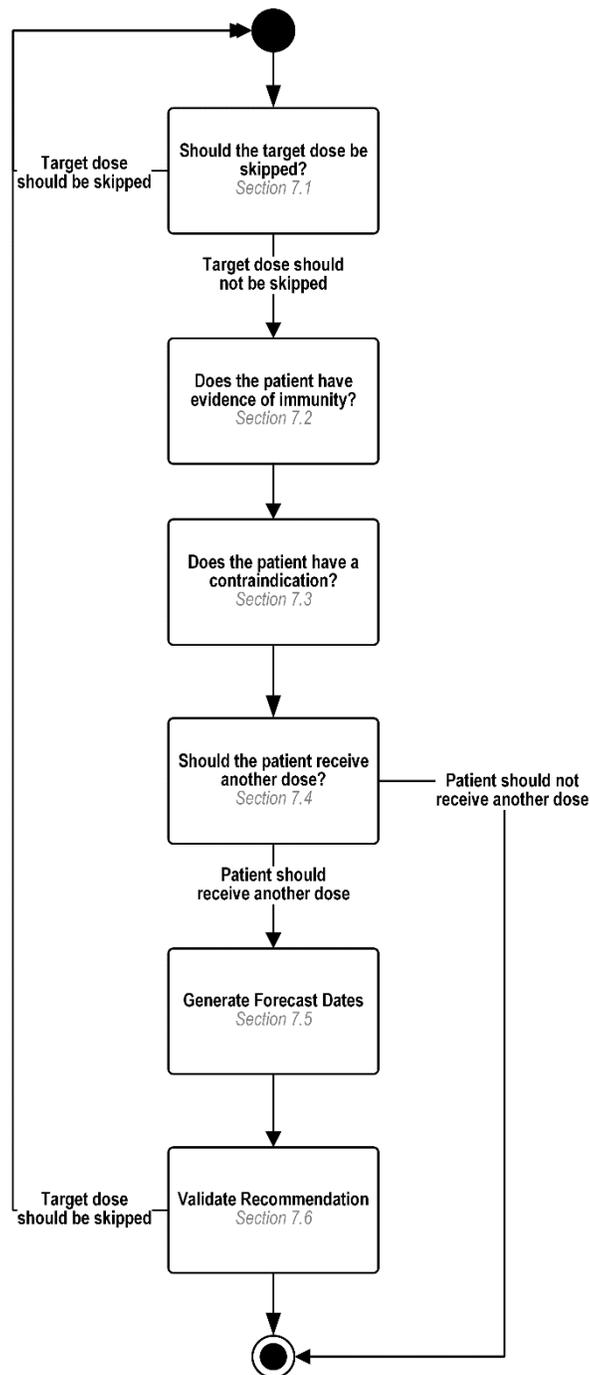 Should the target dose be
skipped?
Section 7.1
Target dose
should be skipped
Target dose should
not be skipped
Does the patient have
evidence of immunity?
Section 7.2
Does the patient have a
contraindication?
Section 7.3
Should the patient receive
another dose?
Section 7.4
Patient should not
receive another dose
Patient should
receive another dose
Generate Forecast Dates
Section 7.5
Validate Recommendation
Section 7.6
Target dose
should be skipped